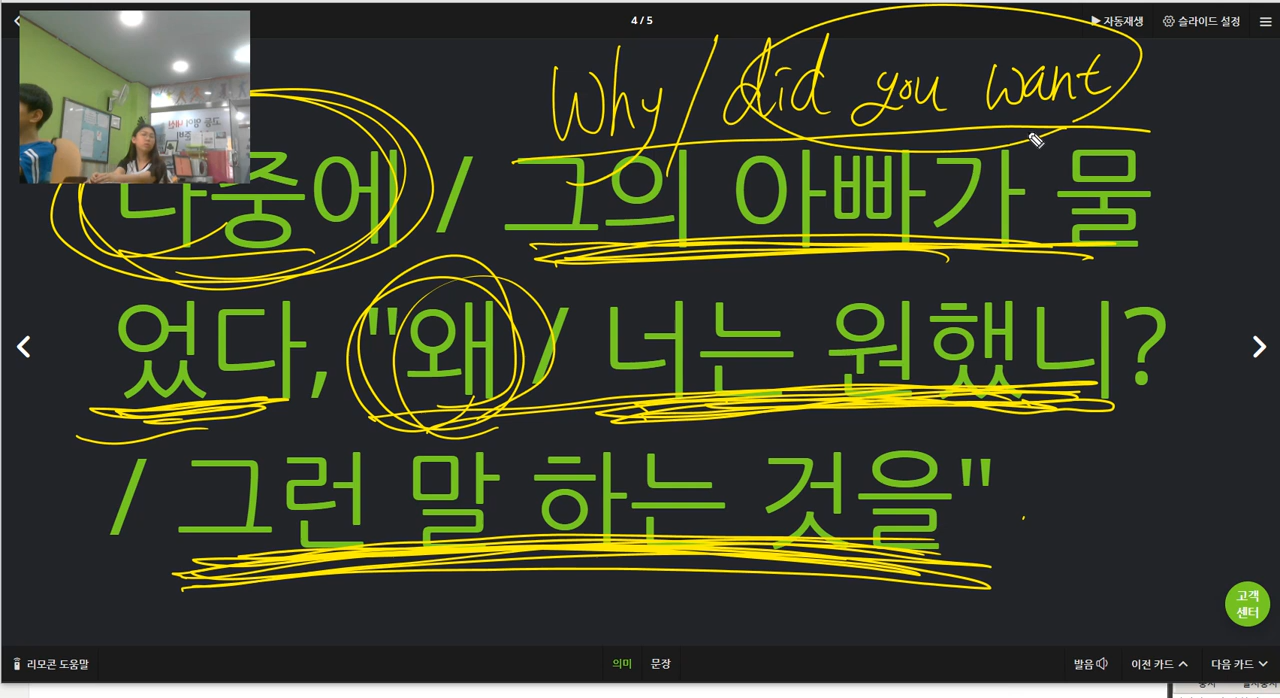 4 / 5
▶ 자동재생
슬라이드 설정
Why / did you want
나중에 / 그의 아빠가 물
었다, "왜 / 너는 원했니?
/ 그런 말 하는 것을"
고객
센터
리모콘 도움말
의미
문장
발음
이전 카드
다음 카드